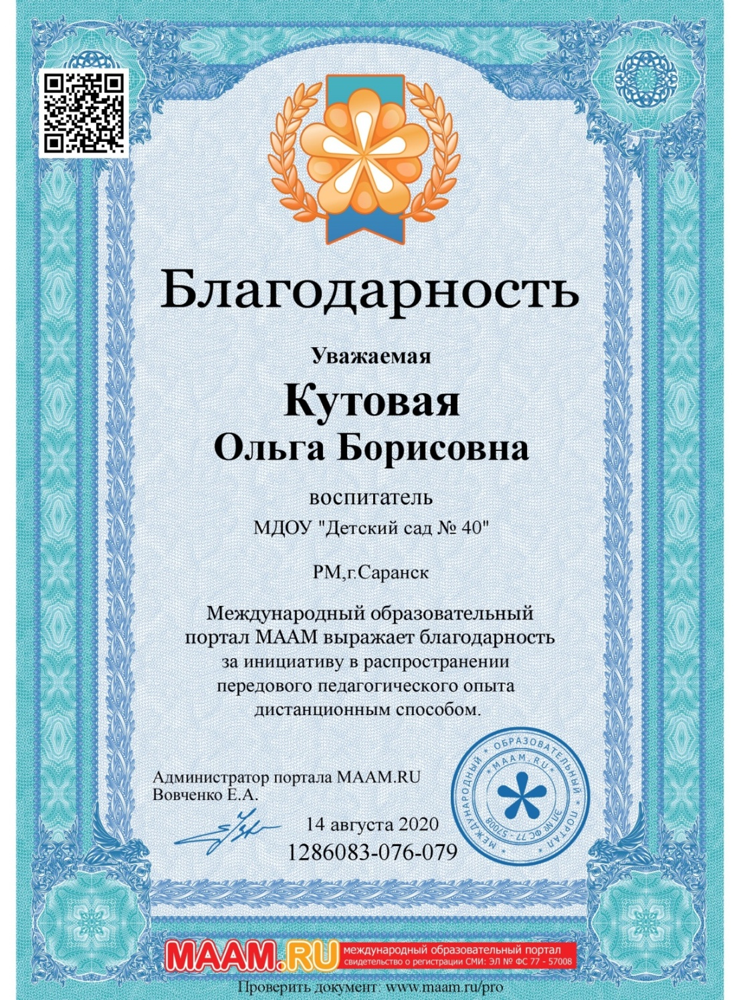 Благодарность
Уважаемая
Кутовая
Ольга Борисовна
воспитатель
МДОУ "Детский сад № 40"
РМ,г.Саранск
Международный образовательный
портал МААМ выражает благодарность
за инициативу в распространении
передового педагогического опыта
дистанционным способом.
Администратор портала MAAM.RU
Вовченко Е.А.
14 августа 2020
1286083-076-079
* МЕЖДУНАРОДНЫЙ * ОБРАЗОВАТЕЛЬНЫЙ * ПОРТАЛ *
* MAAM.RU *
ЭЛ № ФС 77 - 57008
MAAM.RU
международный образовательный портал
свидетельство о регистрации СМИ: ЭЛ № ФС 77 - 57008
Проверить документ: www.maam.ru/pro